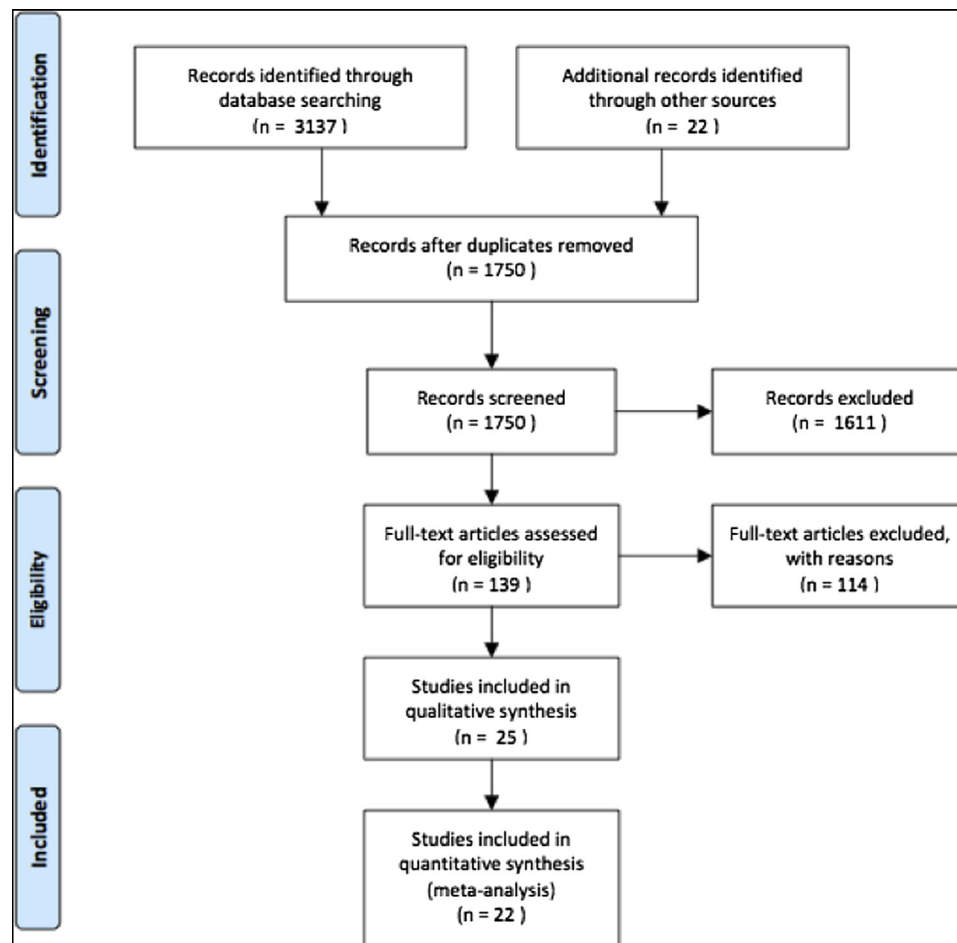 Identification
Records identified through
database searching
(n = 3137)
Additional records identified
through other sources
(n = 22 )
Records after duplicates removed
(n = 1750 )
Screening
Records screened
(n = 1750 )
Records excluded
(n = 1611 )
Eligibility
Full-text articles assessed
for eligibility
(n = 139 )
Full-text articles excluded,
with reasons
(n = 114 )
Studies included in
qualitative synthesis
(n = 25 )
Included
Studies included in
quantitative synthesis
(meta-analysis)
(n = 22 )